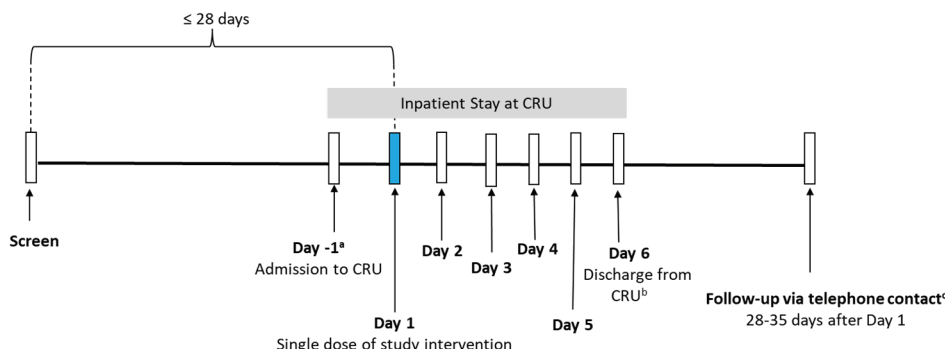 ≤ 28 days
Inpatient Stay at CRU
Screen
Day -1ᵃ
Admission to CRU
Day 1
Single dose of study intervention
Day 2
Day 3
Day 4
Day 5
Day 6
Discharge from
CRUᵇ
Follow-up via telephone contactᶜ
28-35 days after Day 1